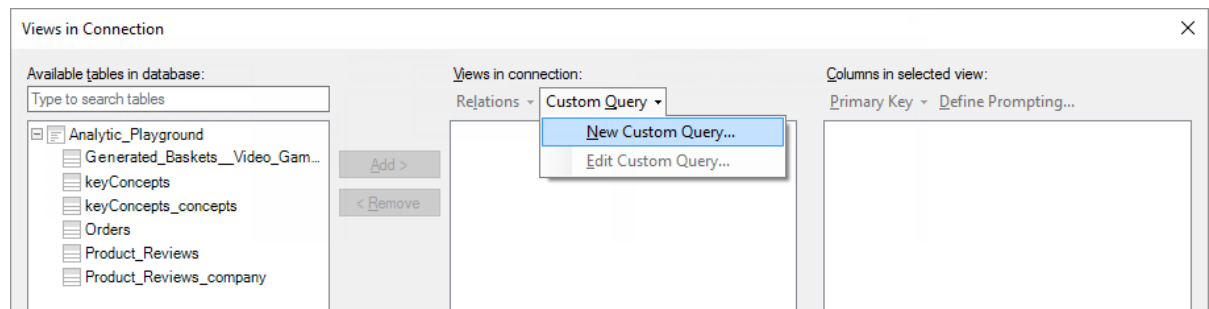 Views in Connection
Available tables in database:
Type to search tables
Analytic_Playground
Generated_Baskets__Video_Gam...
keyConcepts
keyConcepts_concepts
Orders
Product_Reviews
Product_Reviews_company
Add >
< Remove
Views in connection:
Relations Custom Query
New Custom Query...
Edit Custom Query...
Columns in selected view:
Primary Key Define Prompting...